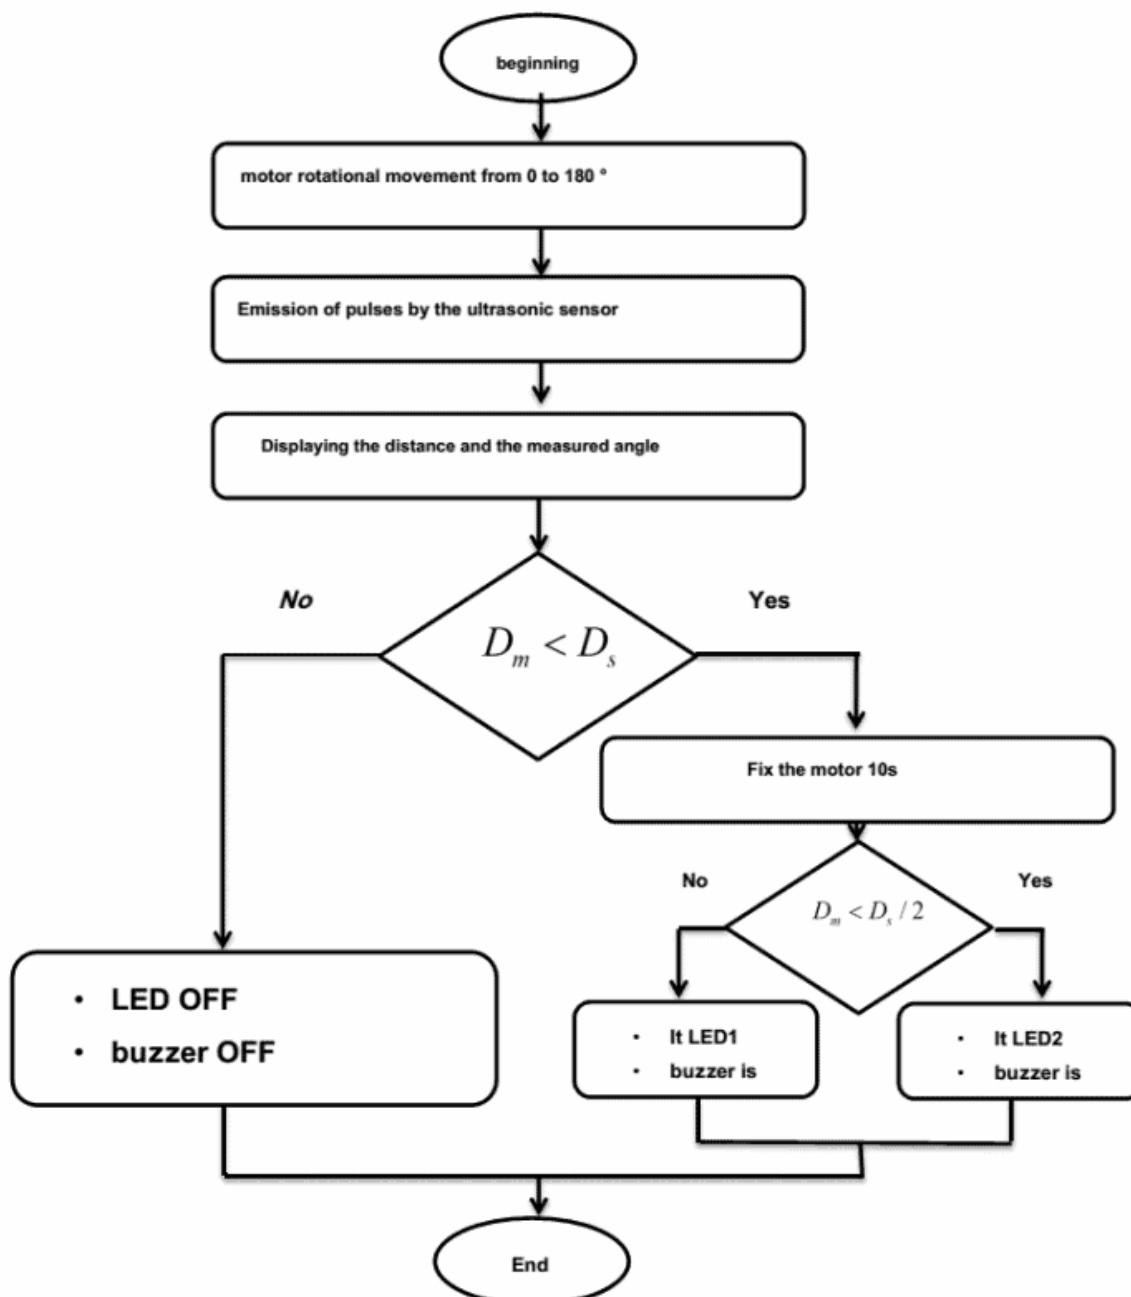 beginning
motor rotational movement from 0 to 180 °
Emission of pulses by the ultrasonic sensor
Displaying the distance and the measured angle
No
Yes
D_m < D_s
Fix the motor 10s
No
Yes
D_m < D_s / 2
• LED OFF
• buzzer OFF
• It LED1
• buzzer is
• It LED2
• buzzer is
End